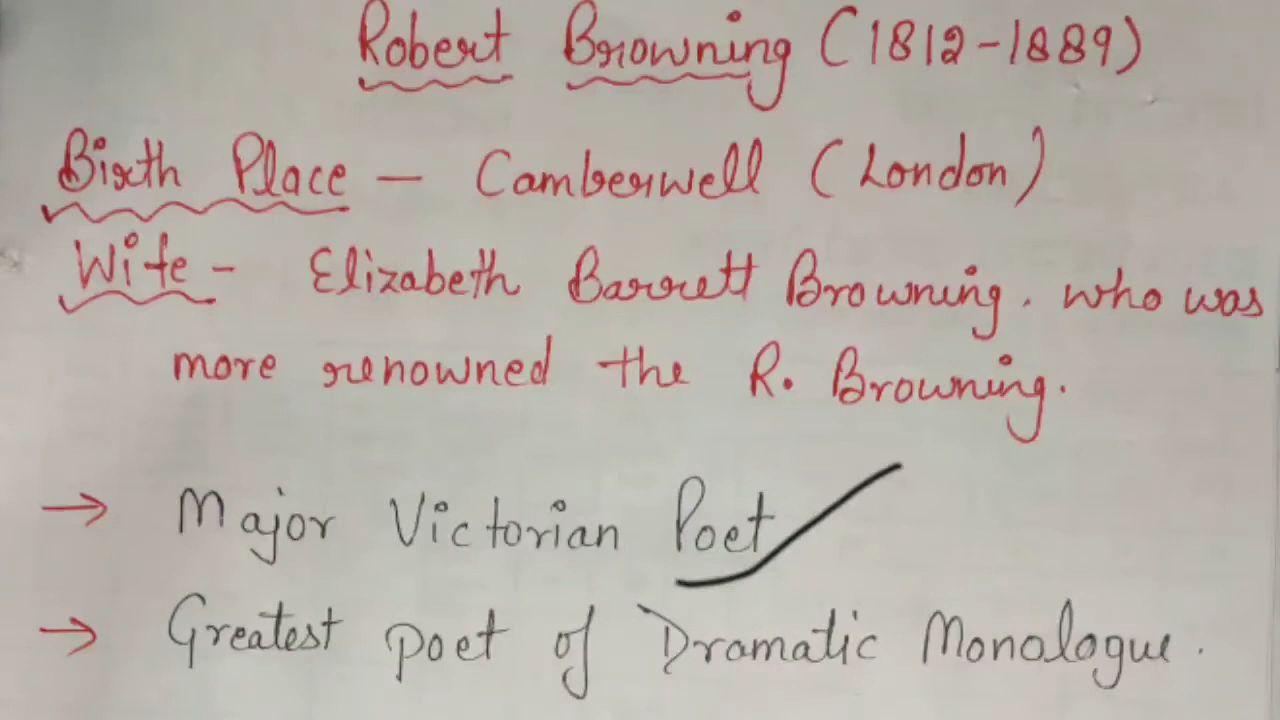 Robert Browning (1812-1889)
Birth Place - Camberwell (London)
Wife - Elizabeth Barrett Browning. who was
more renowned the R. Browning.
→ Major Victorian Poet
→ Greatest poet of Dramatic Monologue.